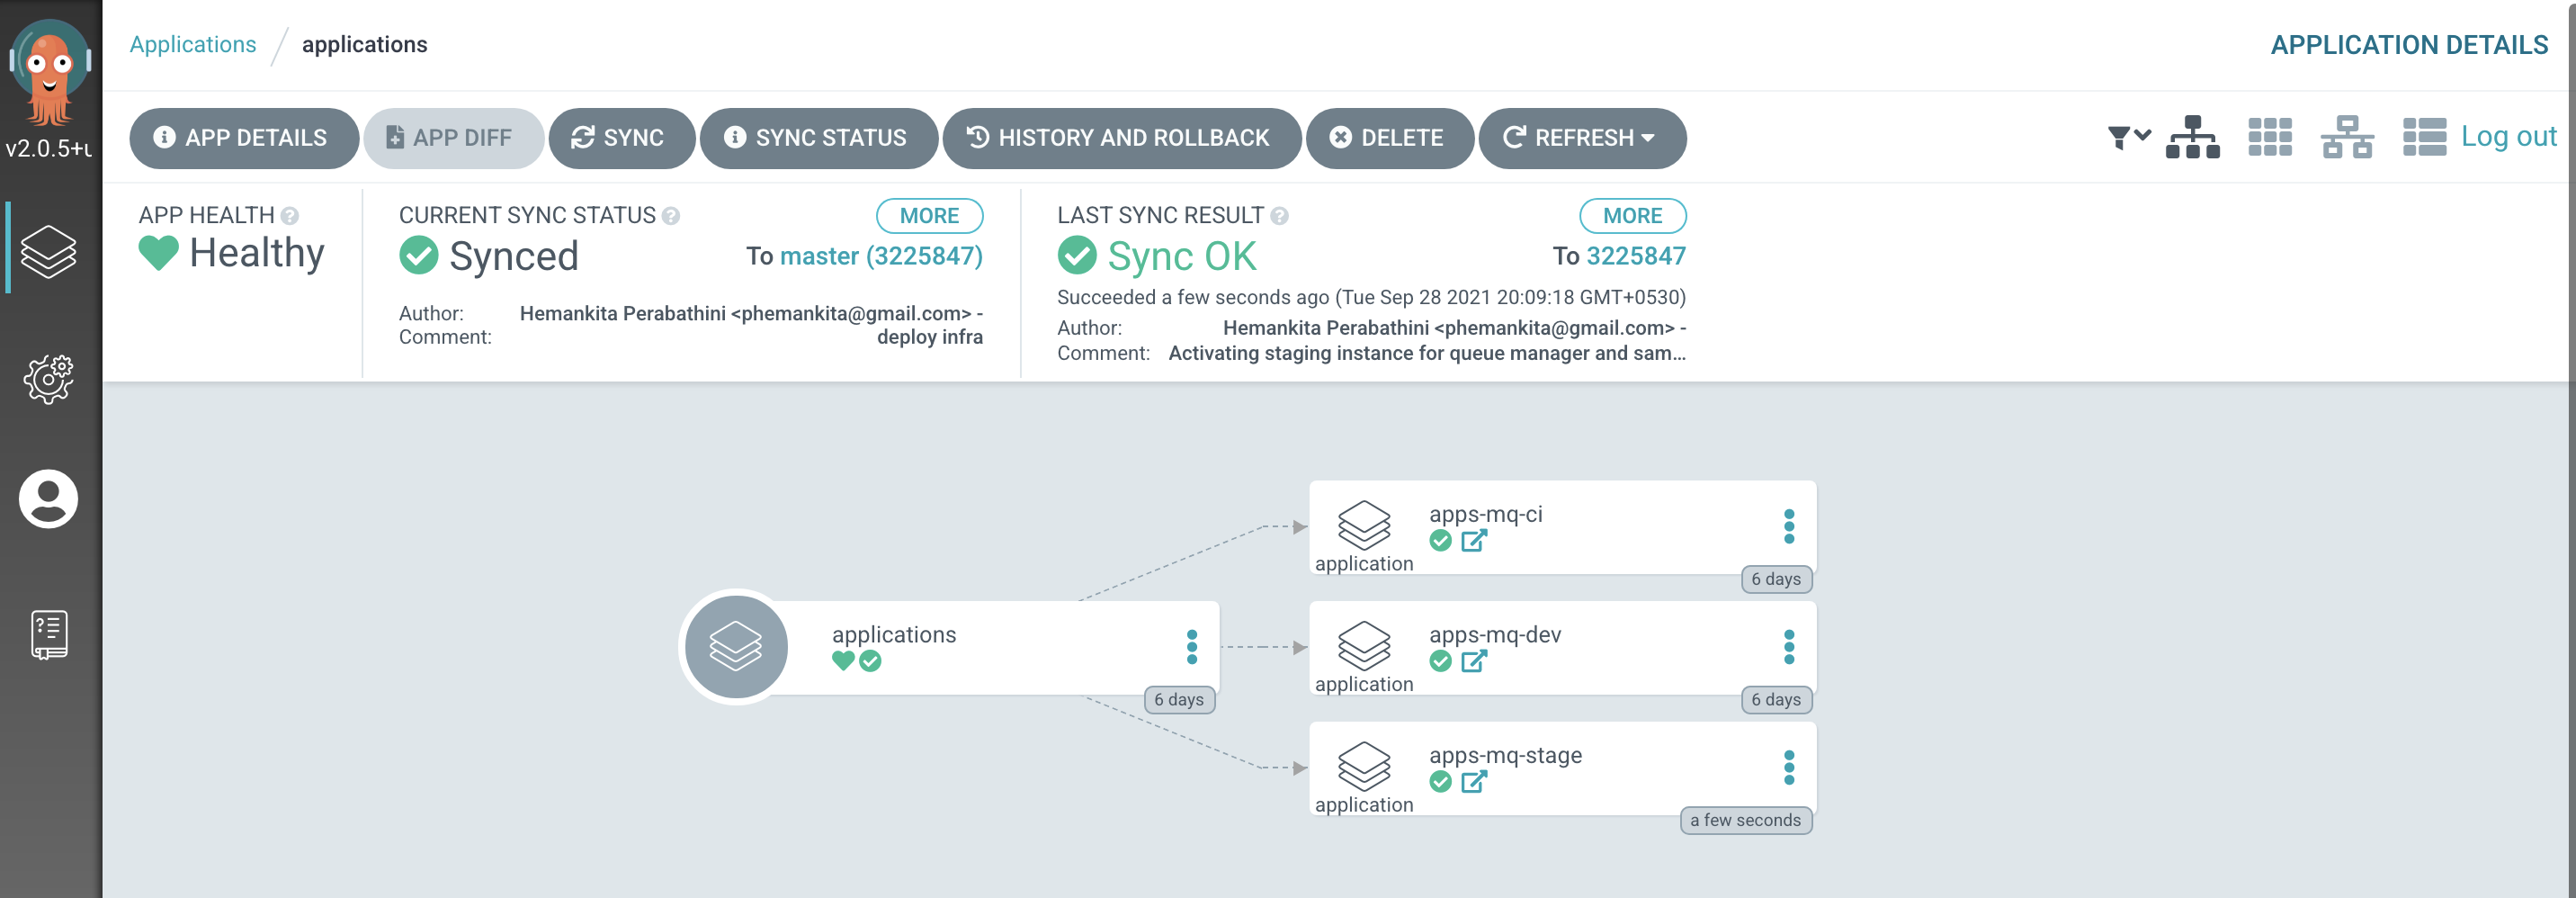 Applications / applications
APPLICATION DETAILS
v2.0.5+u
APP DETAILS
APP DIFF
SYNC
SYNC STATUS
HISTORY AND ROLLBACK
DELETE
REFRESH
Log out
APP HEALTH
Healthy
CURRENT SYNC STATUS
MORE
Synced
To master (3225847)
Author: Hemankita Perabathini <phemankita@gmail.com> -
Comment: deploy infra
LAST SYNC RESULT
MORE
Sync OK
To 3225847
Succeeded a few seconds ago (Tue Sep 28 2021 20:09:18 GMT+0530)
Author: Hemankita Perabathini <phemankita@gmail.com> -
Comment: Activating staging instance for queue manager and sam...
applications
6 days
apps-mq-ci
application
6 days
apps-mq-dev
application
6 days
apps-mq-stage
application
a few seconds